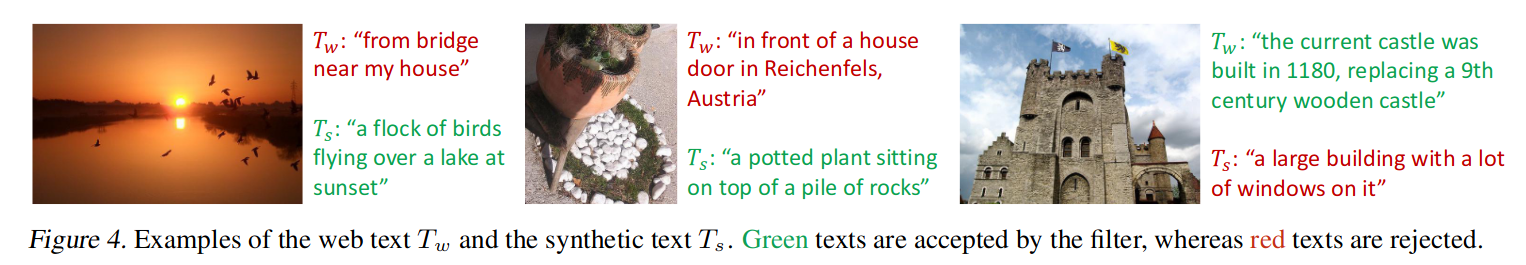 T_w: “from bridge
near my house”
T_s: “a flock of birds
flying over a lake at
sunset”
T_w: “in front of a house
door in Reichenfels,
Austria”
T_s: “a potted plant sitting
on top of a pile of rocks”
T_w: “the current castle was
built in 1180, replacing a 9th
century wooden castle”
T_s: “a large building with a lot
of windows on it”
Figure 4. Examples of the web text T_w and the synthetic text T_s. Green texts are accepted by the filter, whereas red texts are rejected.